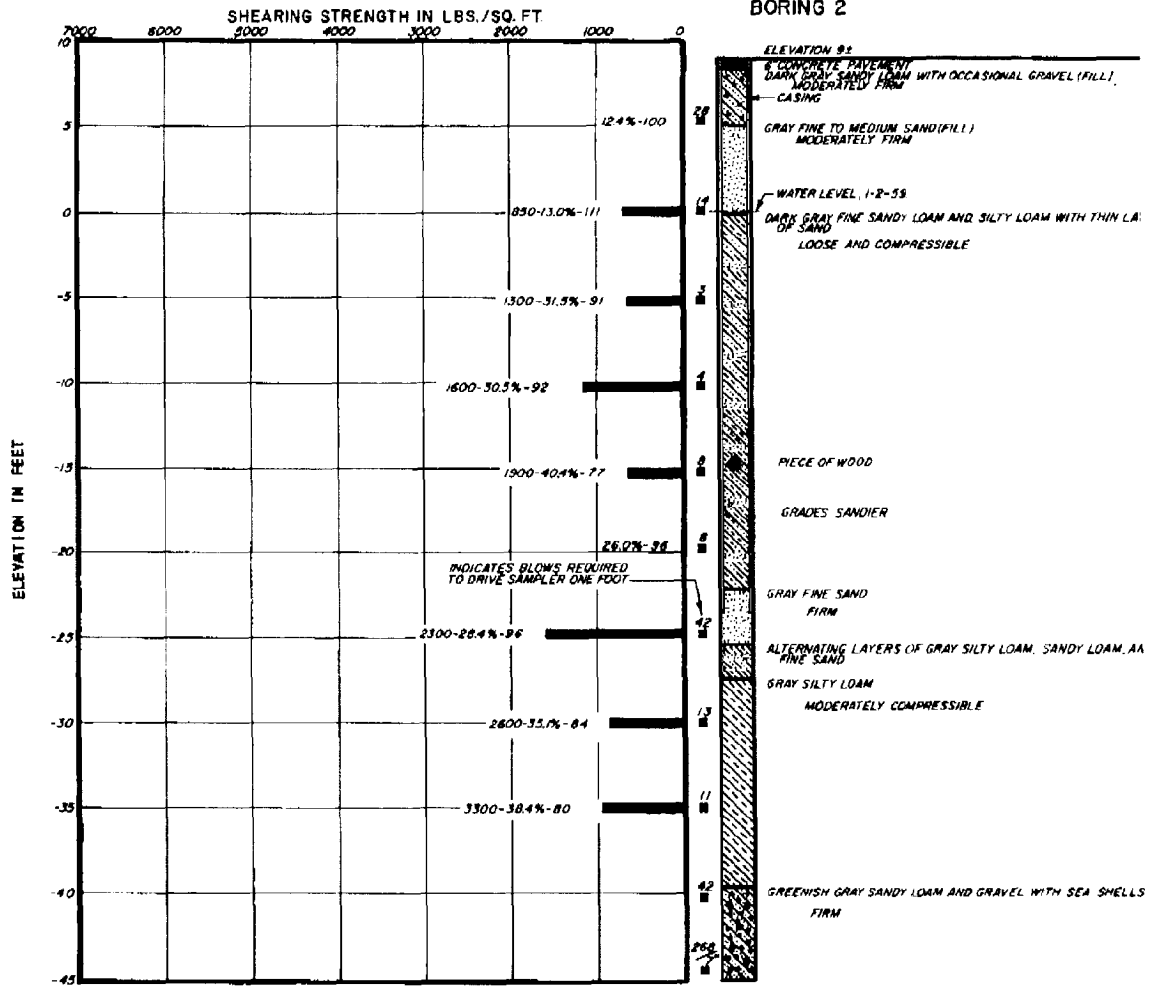 BORING 2
SHEARING STRENGTH IN LBS./SQ. FT.
7000 6000 5000 4000 3000 2000 1000 0
ELEVATION IN FEET
10
5
0
-5
-10
-15
-20
-25
-30
-35
-40
-45
ELEVATION 9±
6" CONCRETE PAVEMENT
DARK GRAY SANDY LOAM WITH OCCASIONAL GRAVEL (FILL)
MODERATELY FIRM
CASING
12.4%-100 28
GRAY FINE TO MEDIUM SAND (FILL)
MODERATELY FIRM
WATER LEVEL, 1-2-59
850-13.0%-111 14
DARK GRAY FINE SANDY LOAM AND SILTY LOAM WITH THIN
OF SAND
LOOSE AND COMPRESSIBLE
1300-31.5%-91 3
1600-30.5%-92 4
PIECE OF WOOD
1900-40.4%-77 8
GRADES SANDIER
26.0%-96 6
INDICATES BLOWS REQUIRED
TO DRIVE SAMPLER ONE FOOT
GRAY FINE SAND
FIRM
2300-28.4%-96 42
ALTERNATING LAYERS OF GRAY SILTY LOAM, SANDY LOAM, AN
FINE SAND
GRAY SILTY LOAM
MODERATELY COMPRESSIBLE
2600-35.1%-84 13
3300-38.4%-80 11
42
GREENISH GRAY SANDY LOAM AND GRAVEL WITH SEA SHELLS
FIRM
268